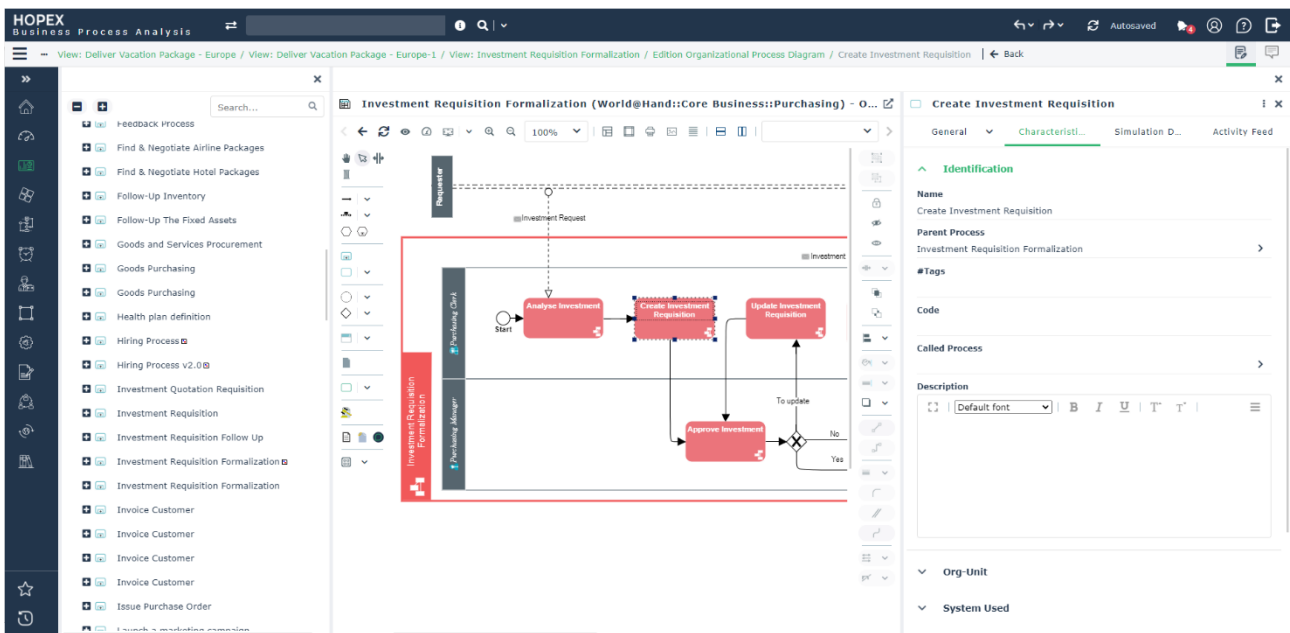 HOPEX
Business Process Analysis
Autosaved
View: Deliver Vacation Package - Europe / View: Deliver Vacation Package - Europe-1 / View: Investment Requisition Formalization / Edition Organizational Process Diagram / Create Investment Requisition
Back
Search...
Feedback Process
Find & Negotiate Airline Packages
Find & Negotiate Hotel Packages
Follow-Up Inventory
Follow-Up The Fixed Assets
Goods and Services Procurement
Goods Purchasing
Goods Purchasing
Health plan definition
Hiring Process
Hiring Process v2.0
Investment Quotation Requisition
Investment Requisition
Investment Requisition Follow Up
Investment Requisition Formalization
Investment Requisition Formalization
Invoice Customer
Invoice Customer
Invoice Customer
Invoice Customer
Issue Purchase Order
Launch a marketing campaign
Investment Requisition Formalization (World@Hand::Core Business::Purchasing) - O...
100%
Requester
Investment Request
Investment
Investment Requisition
Formalization
Purchasing Clerk
Start
Analyse Investment
Create Investment
Requisition
Update Investment
Requisition
Purchasing Manager
To update
Approve Investment
No
Yes
Create Investment Requisition
General
Characteristi...
Simulation D...
Activity Feed
Identification
Name
Create Investment Requisition
Parent Process
Investment Requisition Formalization
#Tags
Code
Called Process
Description
Default font
B I U T T
Org-Unit
System Used